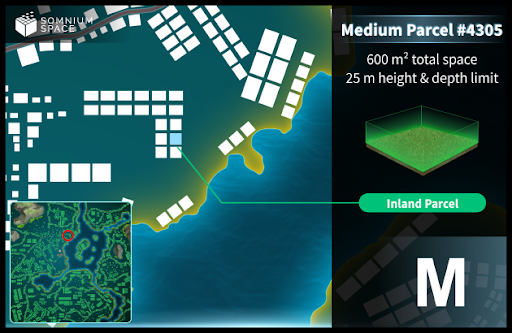 SOMNIUM
SPACE
Medium Parcel #4305
600 m² total space
25 m height & depth limit
Inland Parcel
M